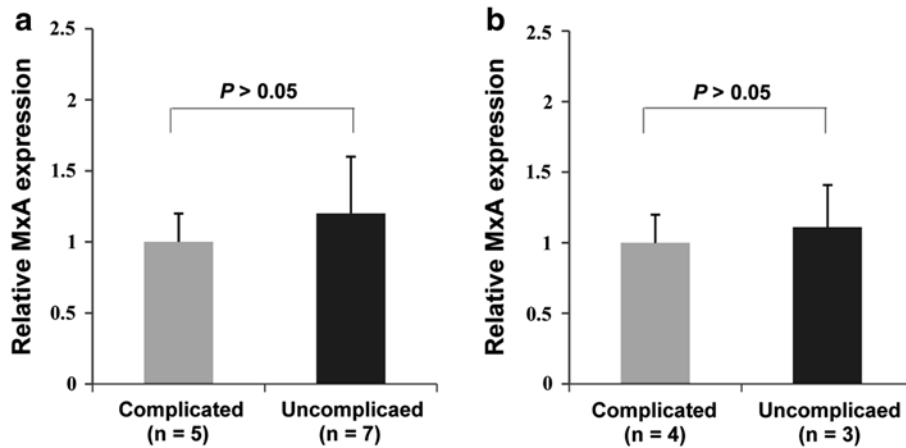 a
2.5
2
1.5
1
0.5
0
Relative MxA expression
P > 0.05
Complicated
(n = 5)
Uncomplicaed
(n = 7)
b
2.5
2
1.5
1
0.5
0
Relative MxA expression
P > 0.05
Complicated
(n = 4)
Uncomplicaed
(n = 3)